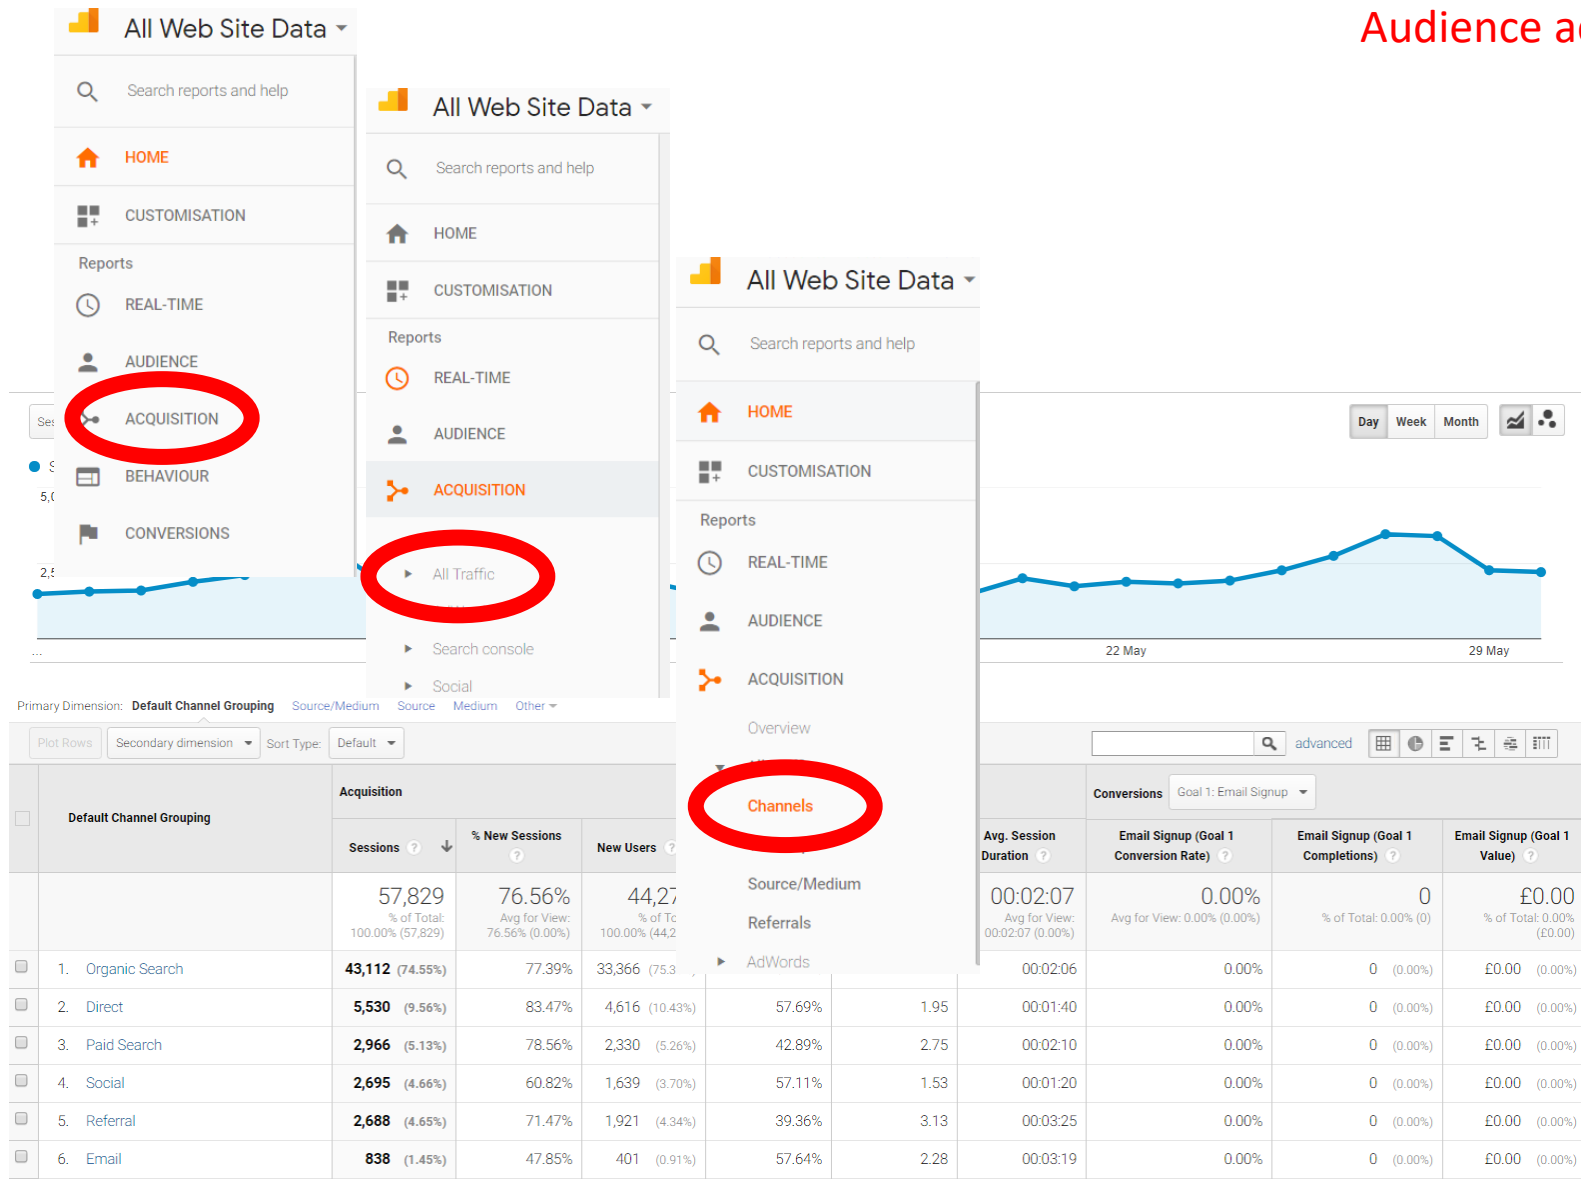 Audience
All Web Site Data
Search reports and help
HOME
CUSTOMISATION
Reports
REAL-TIME
AUDIENCE
ACQUISITION
BEHAVIOUR
CONVERSIONS
All Web Site Data
Search reports and help
HOME
CUSTOMISATION
Reports
REAL-TIME
AUDIENCE
ACQUISITION
All Traffic
Search console
Social
All Web Site Data
Search reports and help
HOME
CUSTOMISATION
Reports
REAL-TIME
AUDIENCE
ACQUISITION
Overview
Channels
Source/Medium
Referrals
AdWords
Day Week Month
... 22 May 29 May
Primary Dimension: Default Channel Grouping Source/Medium Source Medium Other
Plot Rows Secondary dimension Sort Type: Default advanced
Default Channel Grouping
Acquisition
Conversions Goal 1: Email Signup
Sessions ? % New Sessions ? New Users ? Avg. Session Duration ? Email Signup (Goal 1 Conversion Rate) ? Email Signup (Goal 1 Completions) ? Email Signup (Goal 1 Value) ?
57,829 76.56% 00:02:07 0.00% 0 £0.00
% of Total: 100.00% (57,829) Avg for View: 76.56% (0.00%) Avg for View: 00:02:07 (0.00%) Avg for View: 0.00% (0.00%) % of Total: 0.00% (0) % of Total: 0.00% (£0.00)
1. Organic Search 43,112 (74.55%) 77.39% 33,366 00:02:06 0.00% 0 (0.00%) £0.00 (0.00%)
2. Direct 5,530 (9.56%) 83.47% 4,616 (10.43%) 57.69% 1.95 00:01:40 0.00% 0 (0.00%) £0.00 (0.00%)
3. Paid Search 2,966 (5.13%) 78.56% 2,330 (5.26%) 42.89% 2.75 00:02:10 0.00% 0 (0.00%) £0.00 (0.00%)
4. Social 2,695 (4.66%) 60.82% 1,639 (3.70%) 57.11% 1.53 00:01:20 0.00% 0 (0.00%) £0.00 (0.00%)
5. Referral 2,688 (4.65%) 71.47% 1,921 (4.34%) 39.36% 3.13 00:03:25 0.00% 0 (0.00%) £0.00 (0.00%)
6. Email 838 (1.45%) 47.85% 401 (0.91%) 57.64% 2.28 00:03:19 0.00% 0 (0.00%) £0.00 (0.00%)